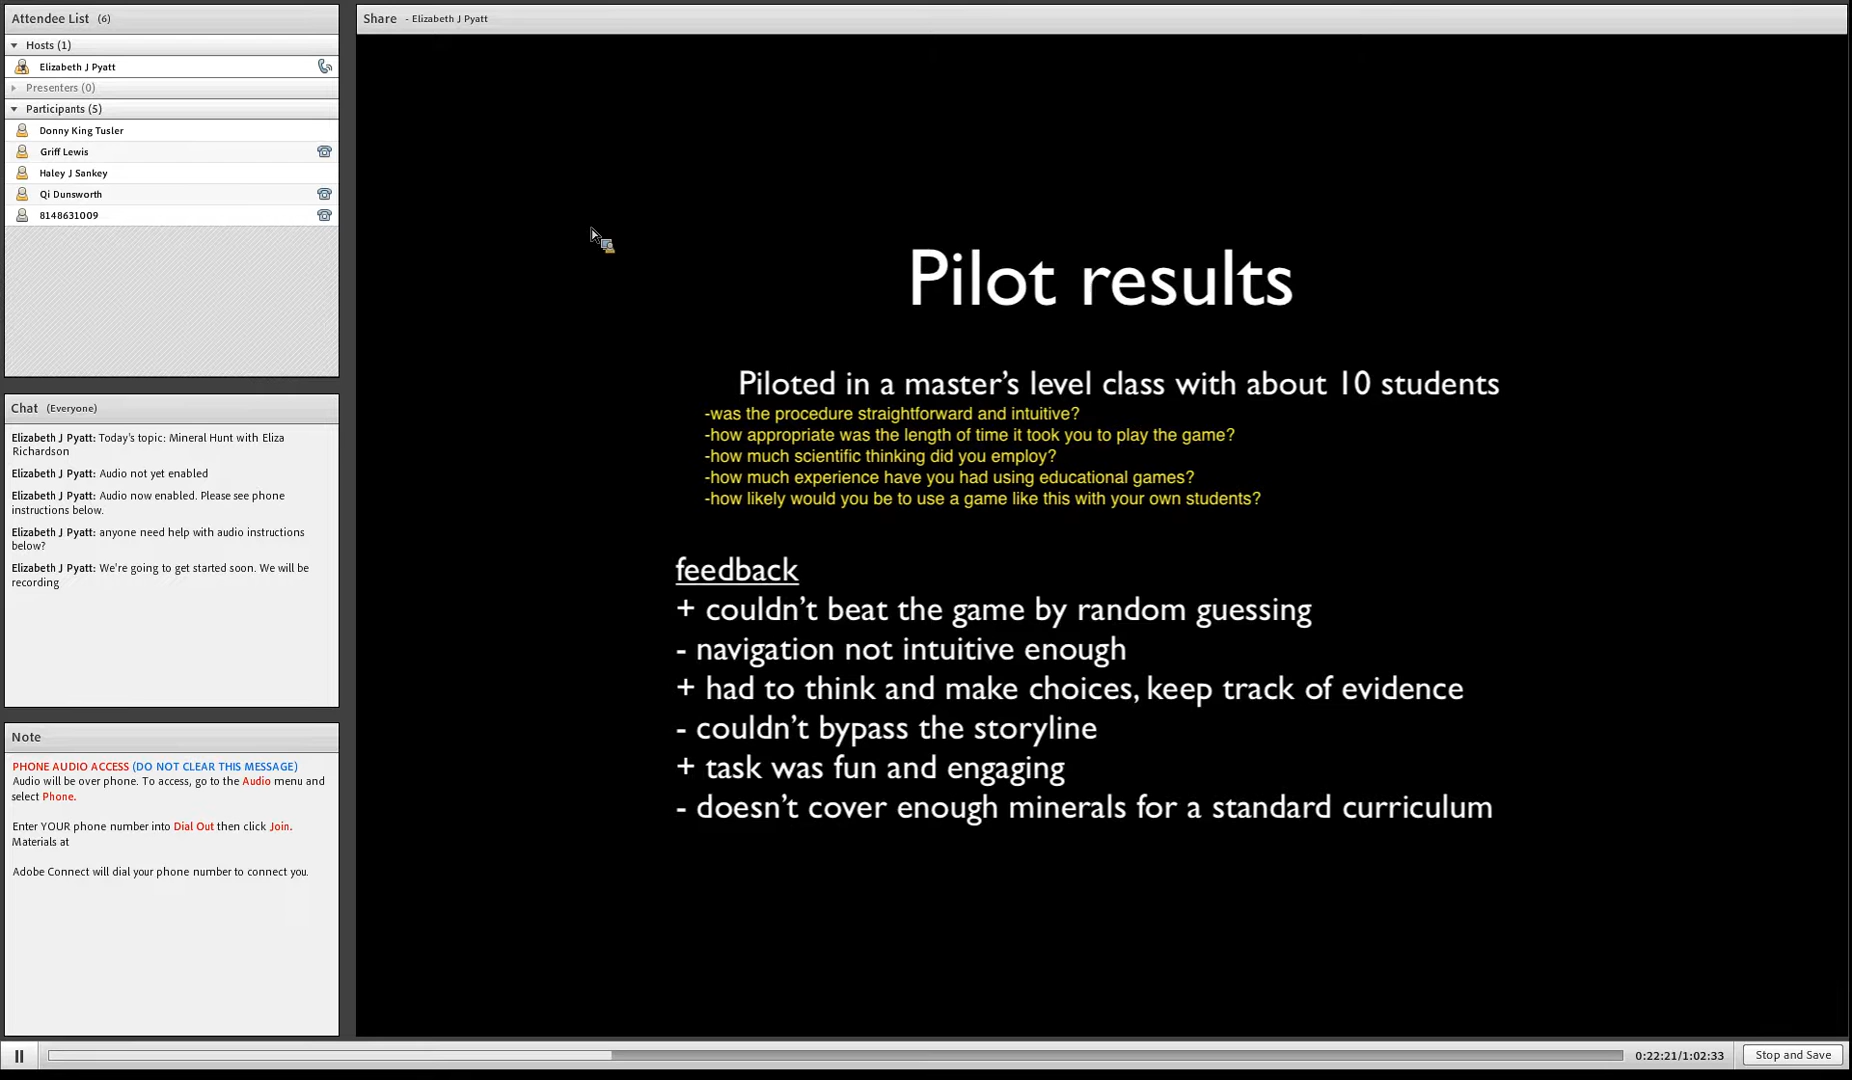 Attendee List (6)
Hosts (1)
Elizabeth J Pyatt
Presenters (0)
Participants (5)
Donny King Tusler
Griff Lewis
Haley J Sankey
Qi Dunsworth
8148631009
Chat (Everyone)
Elizabeth J Pyatt: Today's topic: Mineral Hunt with Eliza
Richardson
Elizabeth J Pyatt: Audio not yet enabled
Elizabeth J Pyatt: Audio now enabled. Please see phone
instructions below.
Elizabeth J Pyatt: anyone need help with audio instructions
below?
Elizabeth J Pyatt: We're going to get started soon. We will be
recording
Note
PHONE AUDIO ACCESS (DO NOT CLEAR THIS MESSAGE)
Audio will be over phone. To access, go to the Audio menu and
select Phone.
Enter YOUR phone number into Dial Out then click Join.
Materials at
Adobe Connect will dial your phone number to connect you.
Share - Elizabeth J Pyatt
Pilot results
Piloted in a master's level class with about 10 students
-was the procedure straightforward and intuitive?
-how appropriate was the length of time it took you to play the game?
-how much scientific thinking did you employ?
-how much experience have you had using educational games?
-how likely would you be to use a game like this with your own students?
feedback
+ couldn't beat the game by random guessing
- navigation not intuitive enough
+ had to think and make choices, keep track of evidence
- couldn't bypass the storyline
+ task was fun and engaging
- doesn't cover enough minerals for a standard curriculum
0:22:21/1:02:33
Stop and Save